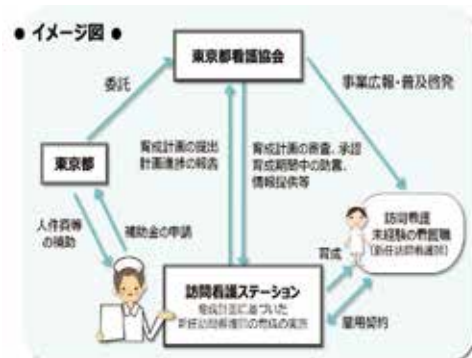 ● イメージ図 ●
東京都看護協会
委託
事業広報・普及啓発
育成計画の提出
計画進捗の報告
育成計画の審査、承認
育成期間中の助言、
情報提供等
東京都
人件費等
の補助
補助金の申請
訪問看護
未経験の看護職
(新任訪問看護師)
育成
訪問看護ステーション
育成計画に基づいた
新任訪問看護師の育成の実施
雇用契約